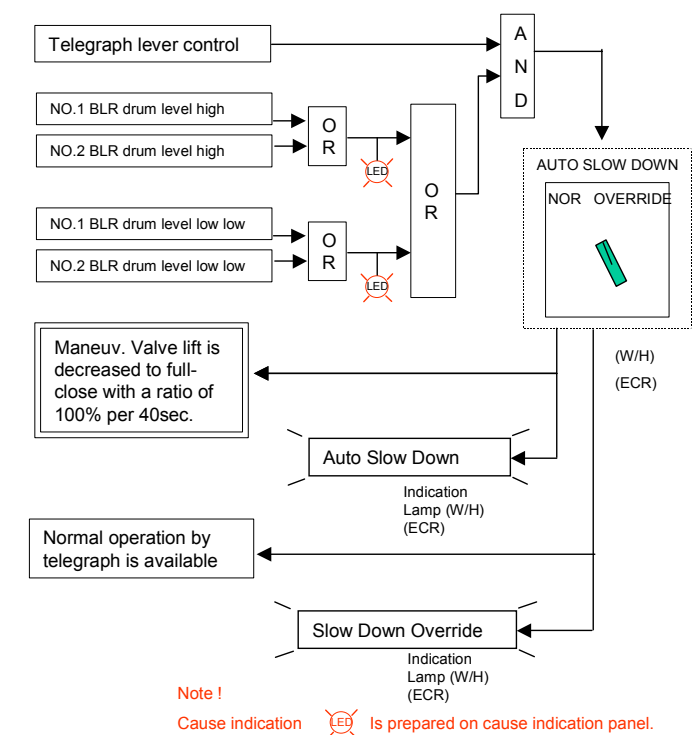 Telegraph lever control
A
N
D
NO.1 BLR drum level high
NO.2 BLR drum level high
O
R
LED
O
R
AUTO SLOW DOWN
NOR OVERRIDE
NO.1 BLR drum level low low
NO.2 BLR drum level low low
O
R
LED
Maneuv. Valve lift is
decreased to full-
close with a ratio of
100% per 40sec.
(W/H)
(ECR)
Auto Slow Down
Indication
Lamp (W/H)
(ECR)
Normal operation by
telegraph is available
Slow Down Override
Indication
Lamp (W/H)
(ECR)
Note !
Cause indication LED Is prepared on cause indication panel.